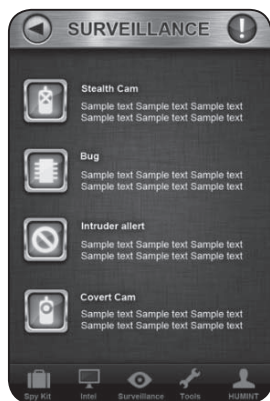 SURVEILLANCE
Stealth Cam
Sample text Sample text Sample text
Sample text Sample text Sample text
Bug
Sample text Sample text Sample text
Sample text Sample text Sample text
Intruder allert
Sample text Sample text Sample text
Sample text Sample text Sample text
Covert Cam
Sample text Sample text Sample text
Sample text Sample text Sample text
Spy Kit Intel Surveillance Tools HUMINT